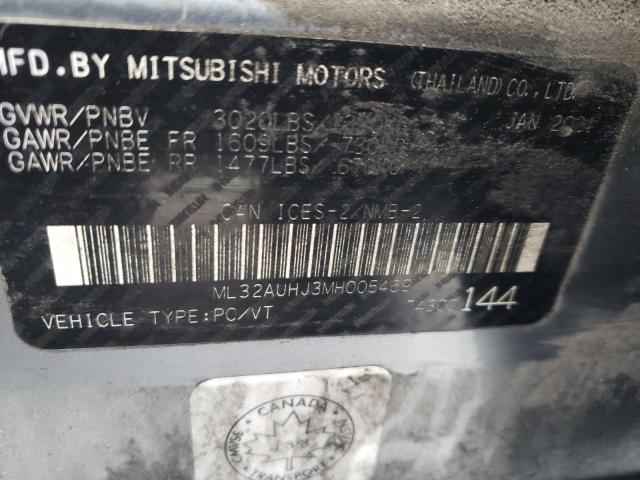 MFD.BY MITSUBISHI MOTORS (THAILAND)CO.,LTD.
GVWR/PNBV 3020LBS JAN
GAWR/PNBE FR 1609LBS
GAWR/PNBE RR 1477LBS
CAN ICES-2/NMB-2
ML32AUHJ3MH005469
VEHICLE TYPE:PC/VT 144
CANADA
TRANSPORT